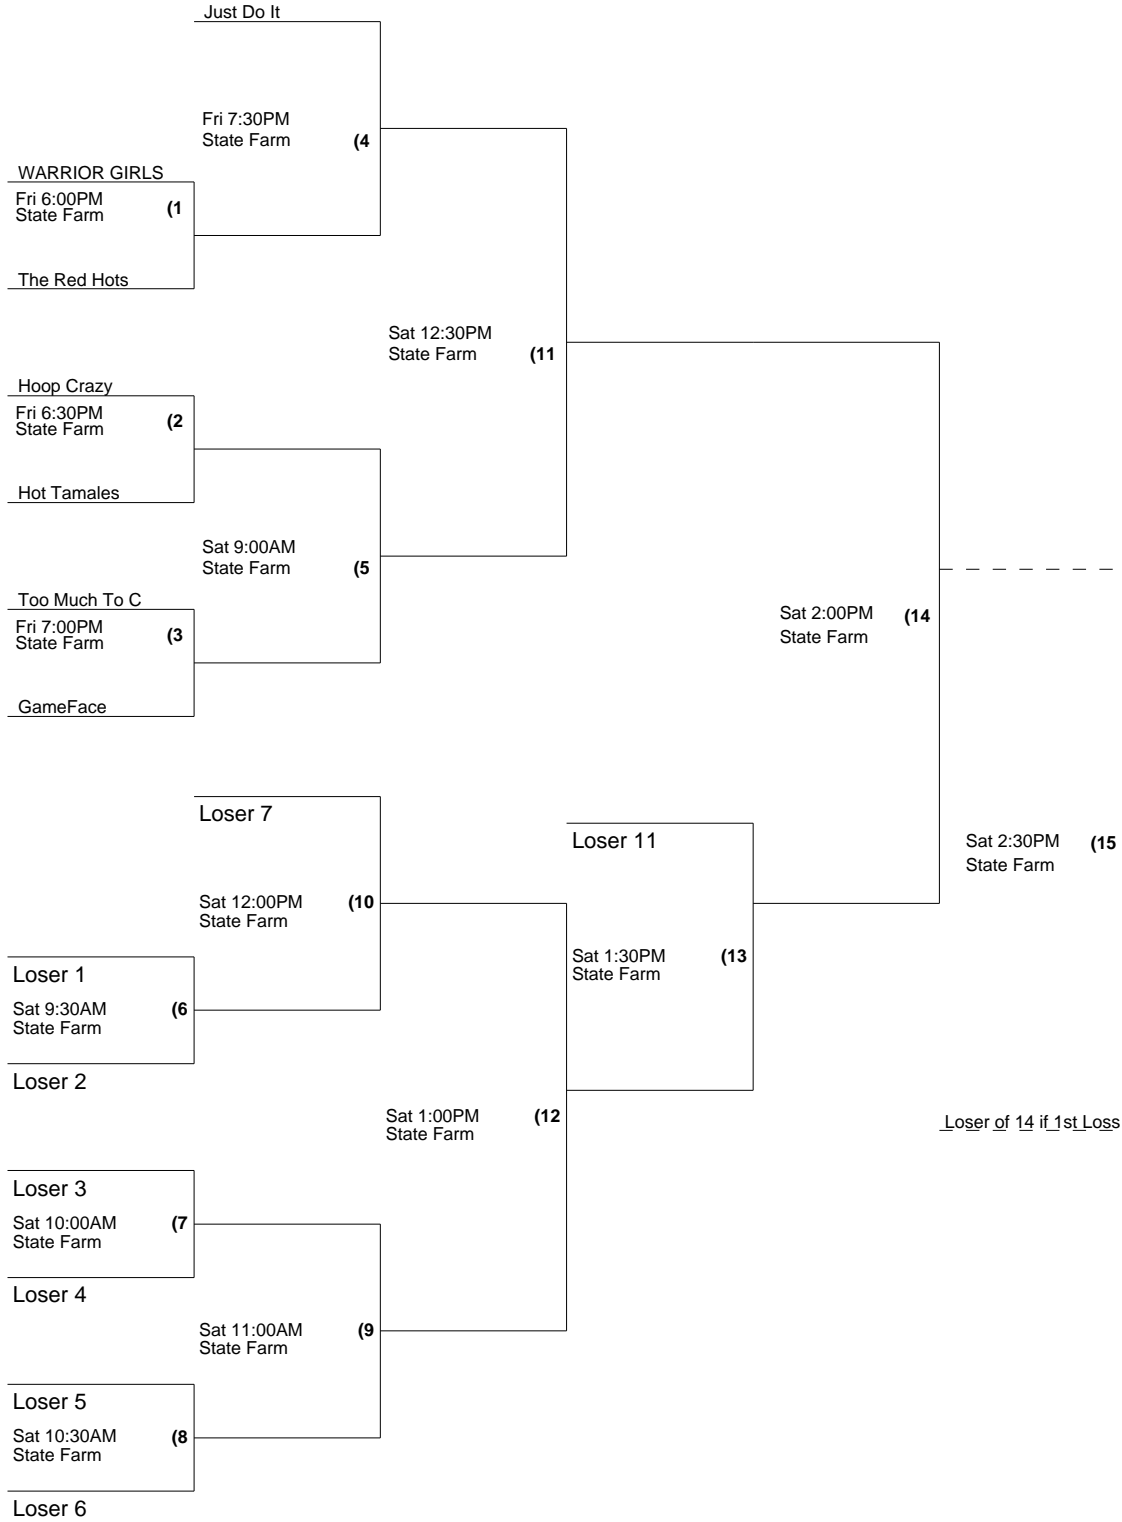 Just Do It
Fri 7:30PM
State Farm (4
WARRIOR GIRLS
Fri 6:00PM
State Farm (1
The Red Hots
Sat 12:30PM
State Farm (11
Hoop Crazy
Fri 6:30PM
State Farm (2
Hot Tamales
Sat 9:00AM
State Farm (5
Too Much To C
Fri 7:00PM
State Farm (3
Sat 2:00PM (14
State Farm
GameFace
Loser 7
Loser 11
Sat 2:30PM (15
State Farm
Sat 12:00PM (10
State Farm
Loser 1
Sat 9:30AM (6
State Farm
Loser 2
Sat 1:30PM (13
State Farm
Sat 1:00PM (12
State Farm
Loser of 14 if 1st Loss
Loser 3
Sat 10:00AM (7
State Farm
Loser 4
Sat 11:00AM (9
State Farm
Loser 5
Sat 10:30AM (8
State Farm
Loser 6